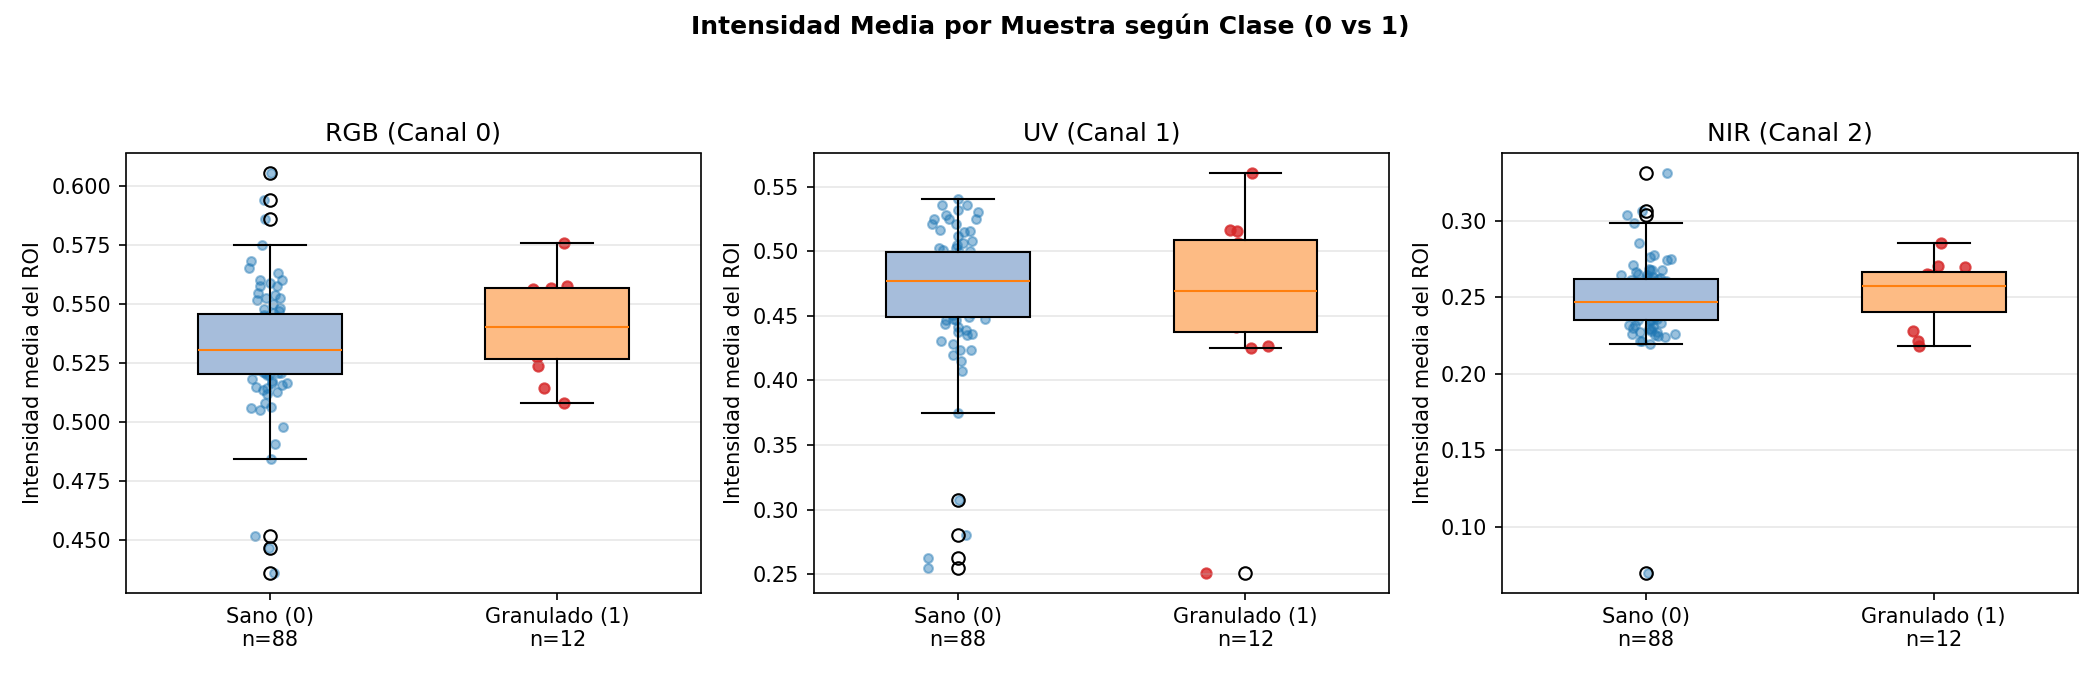 Intensidad Media por Muestra según Clase (0 vs 1)
RGB (Canal 0)
Intensidad media del ROI
0.600
0.575
0.550
0.525
0.500
0.475
0.450
Sano (0)
n=88
Granulado (1)
n=12
UV (Canal 1)
Intensidad media del ROI
0.55
0.50
0.45
0.40
0.35
0.30
0.25
Sano (0)
n=88
Granulado (1)
n=12
NIR (Canal 2)
Intensidad media del ROI
0.30
0.25
0.20
0.15
0.10
Sano (0)
n=88
Granulado (1)
n=12